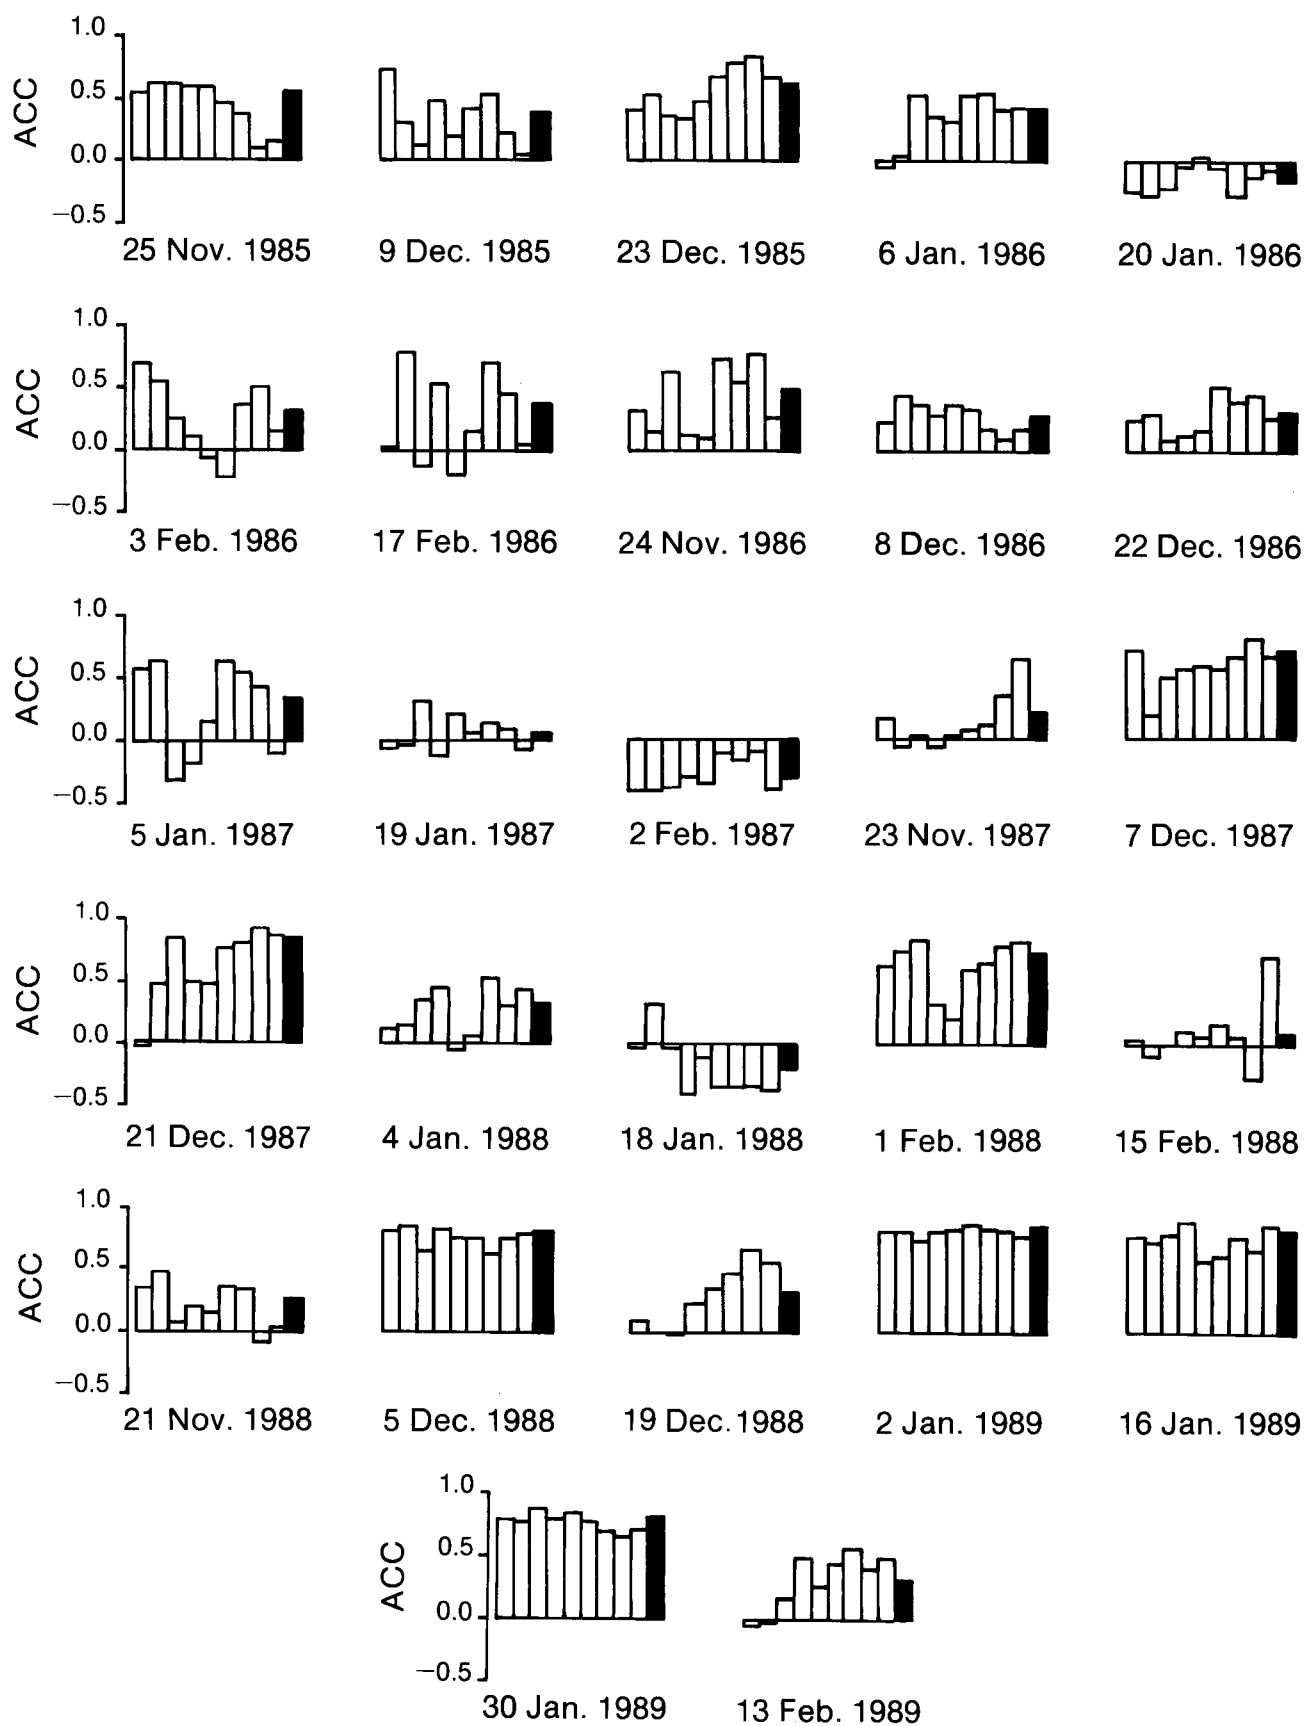 1.0
0.5
0.0
−0.5
ACC
25 Nov. 1985 9 Dec. 1985 23 Dec. 1985 6 Jan. 1986 20 Jan. 1986
1.0
0.5
0.0
−0.5
ACC
3 Feb. 1986 17 Feb. 1986 24 Nov. 1986 8 Dec. 1986 22 Dec. 1986
1.0
0.5
0.0
−0.5
ACC
5 Jan. 1987 19 Jan. 1987 2 Feb. 1987 23 Nov. 1987 7 Dec. 1987
1.0
0.5
0.0
−0.5
ACC
21 Dec. 1987 4 Jan. 1988 18 Jan. 1988 1 Feb. 1988 15 Feb. 1988
1.0
0.5
0.0
−0.5
ACC
21 Nov. 1988 5 Dec. 1988 19 Dec. 1988 2 Jan. 1989 16 Jan. 1989
1.0
0.5
0.0
−0.5
ACC
30 Jan. 1989 13 Feb. 1989